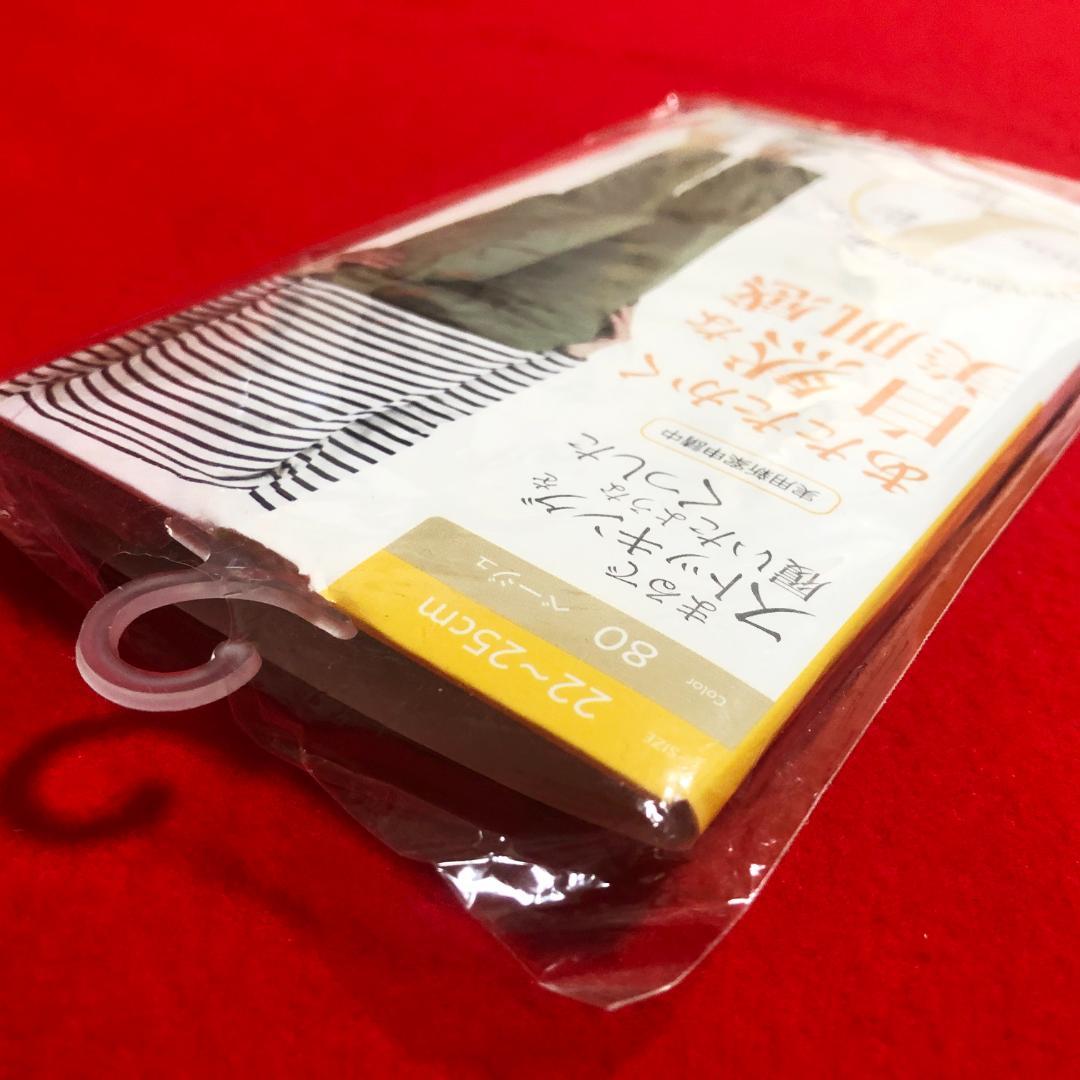 あたたかく
自然な
美肌感
実用新案申請中
まるで
ストッキングを
履いたような
くつした
color
80 ベージュ
SIZE
22~25cm